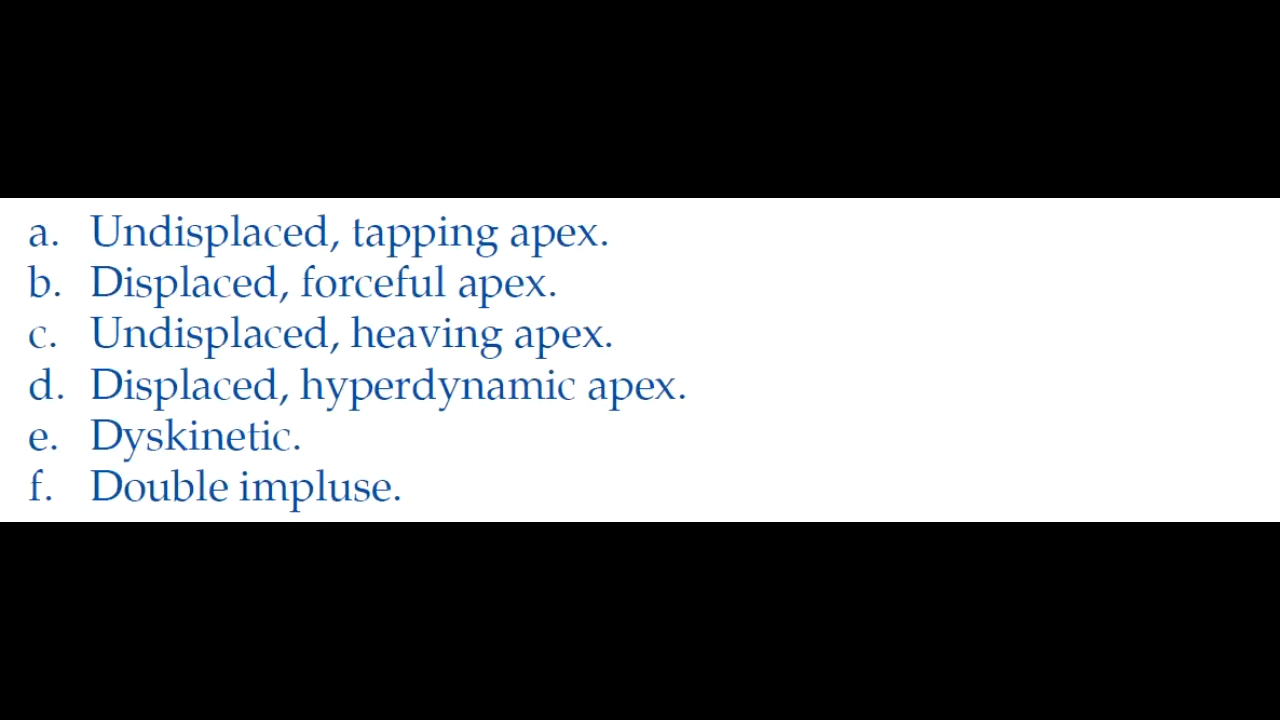 a. Undisplaced, tapping apex.
b. Displaced, forceful apex.
c. Undisplaced, heaving apex.
d. Displaced, hyperdynamic apex.
e. Dyskinetic.
f. Double impluse.